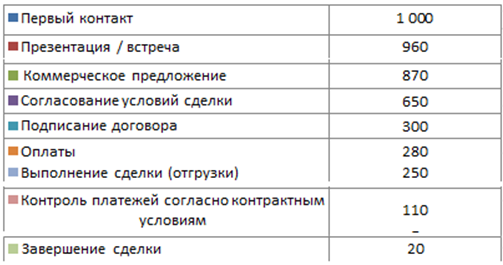 Первый контакт 1 000
Презентация / встреча 960
Коммерческое предложение 870
Согласование условий сделки 650
Подписание договора 300
Оплаты 280
Выполнение сделки (отгрузки) 250
Контроль платежей согласно контрактным
условиям 110
–
Завершение сделки 20